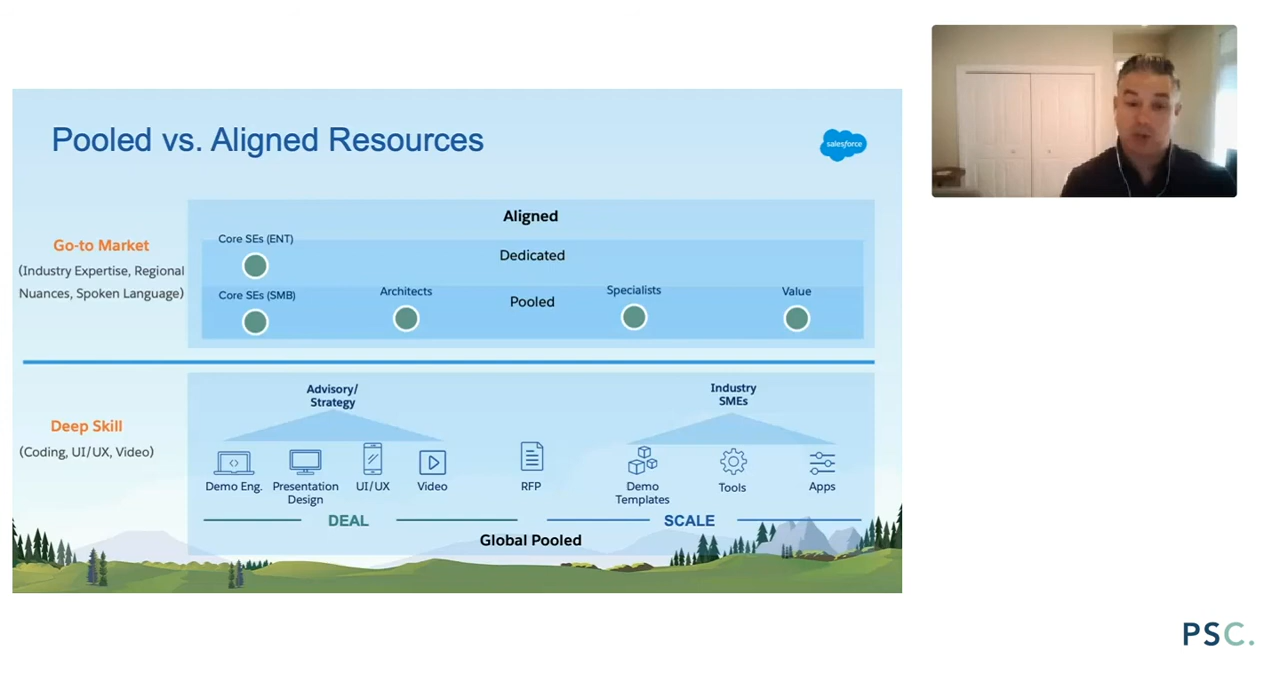 Pooled vs. Aligned Resources
salesforce
Aligned
Go-to Market
(Industry Expertise, Regional
Nuances, Spoken Language)
Core SEs (ENT)
Dedicated
Core SEs (SMB)
Architects
Pooled
Specialists
Value
Advisory/
Strategy
Industry
SMEs
Deep Skill
(Coding, UI/UX, Video)
Demo Eng.
Presentation
Design
UI/UX
Video
RFP
Demo
Templates
Tools
Apps
DEAL
SCALE
Global Pooled
PSC.